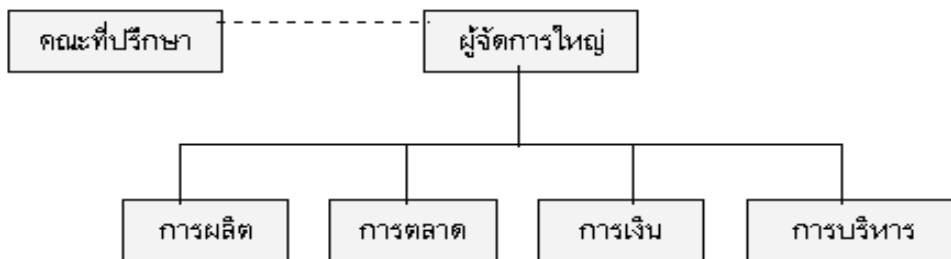 คณะที่ปรึกษา
ผู้จัดการใหญ่
การผลิต
การตลาด
การเงิน
การบริหาร